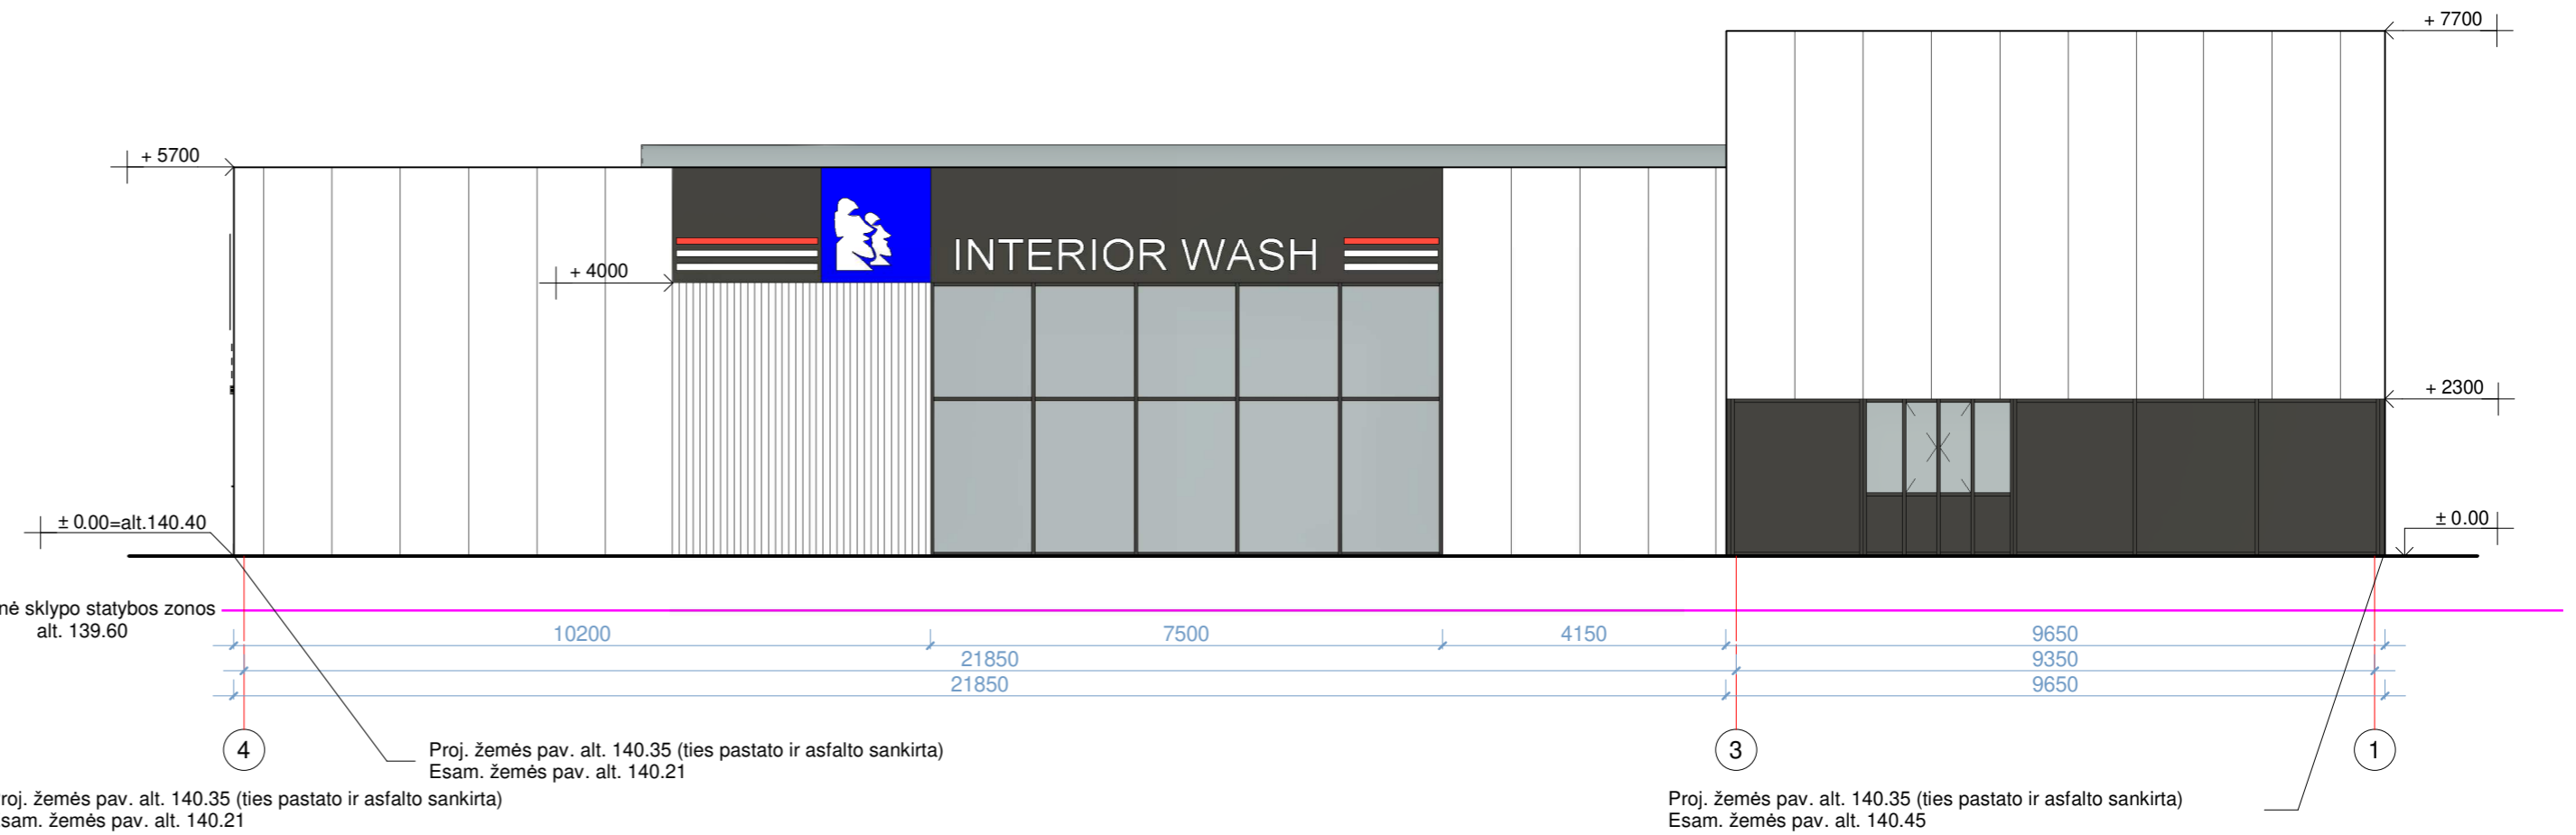 + 7700
+ 5700
INTERIOR WASH
+ 4000
+ 2300
± 0.00=alt.140.40
± 0.00
sklypo statybos zonos
alt. 139.60
10200 7500 4150 9650
21850 9350
21850 9650
4 3 1
Proj. žemės pav. alt. 140.35 (ties pastato ir asfalto sankirta)
Esam. žemės pav. alt. 140.21
žemės pav. alt. 140.35 (ties pastato ir asfalto sankirta)
žemės pav. alt. 140.21
Proj. žemės pav. alt. 140.35 (ties pastato ir asfalto sankirta)
Esam. žemės pav. alt. 140.45